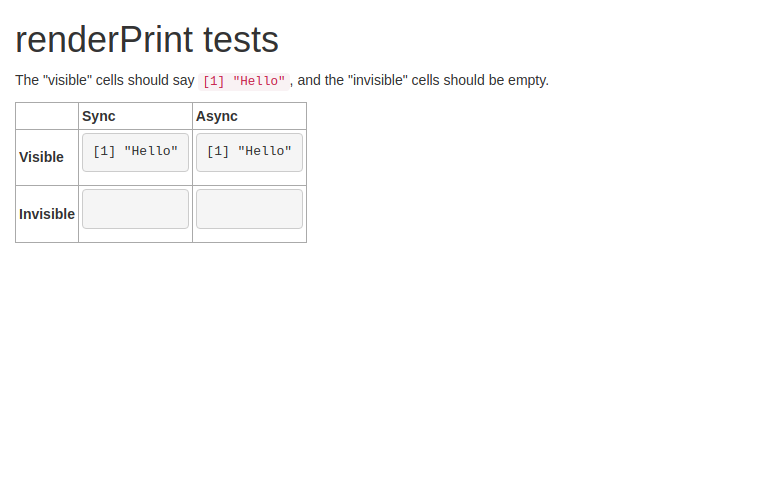 renderPrint tests
The "visible" cells should say [1] "Hello" , and the "invisible" cells should be empty.
Sync Async
Visible [1] "Hello" [1] "Hello"
Invisible